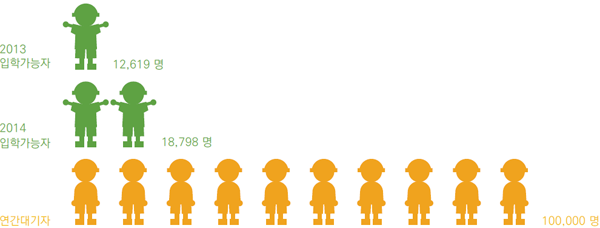 2013
입학가능자
12,619 명
2014
입학가능자
18,798 명
연간대기자
100,000 명